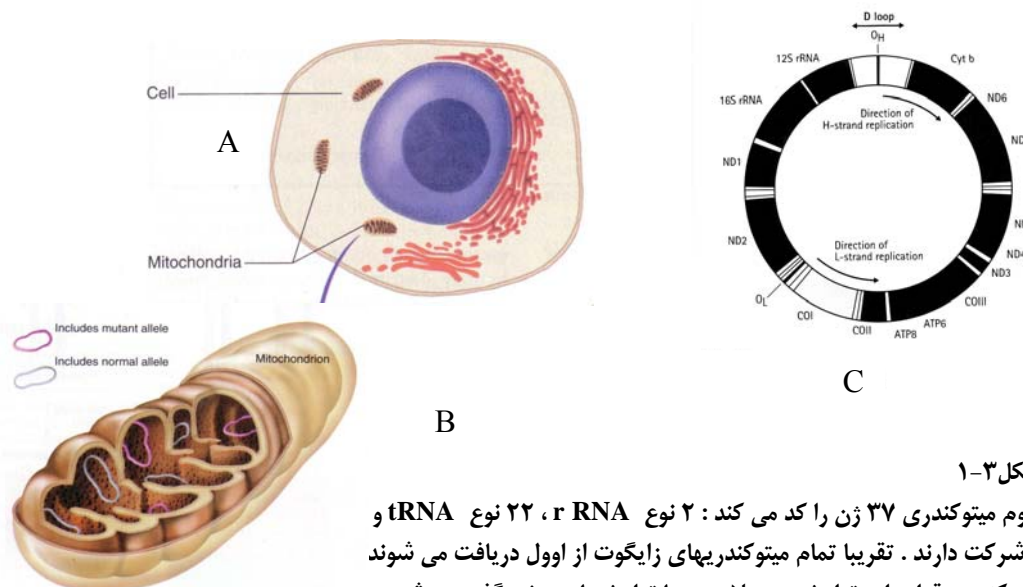 Cell
A
Mitochondria
Includes mutant allele
Includes normal allele
Mitochondrion
B
D loop
OH
12S rRNA
Cyt b
16S rRNA
ND6
Direction of
H-strand replication
ND1
ND2
Direction of
L-strand replication
ND4
ND3
OL
COI
COII
COIII
ATP8
ATP6
C
۱-۳کل
وم میتوکندری ۳۷ ژن را کد می کند : ۲ نوع r RNA ، ۲۲ نوع tRNA و
شرکت دارند . تقریبا تمام میتوکندریهای زایگوت از اوول دریافت می شوند